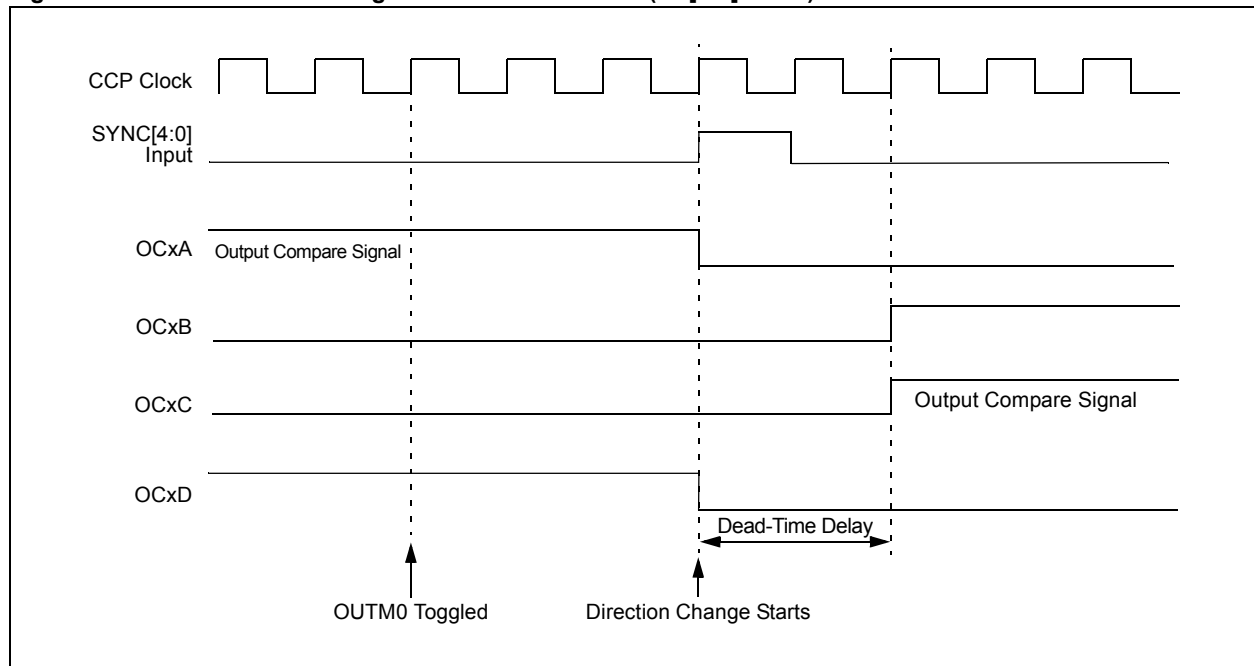 CCP Clock
SYNC[4:0]
Input
OCxA
Output Compare Signal
OCxB
OCxC
Output Compare Signal
OCxD
Dead-Time Delay
OUTM0 Toggled
Direction Change Starts